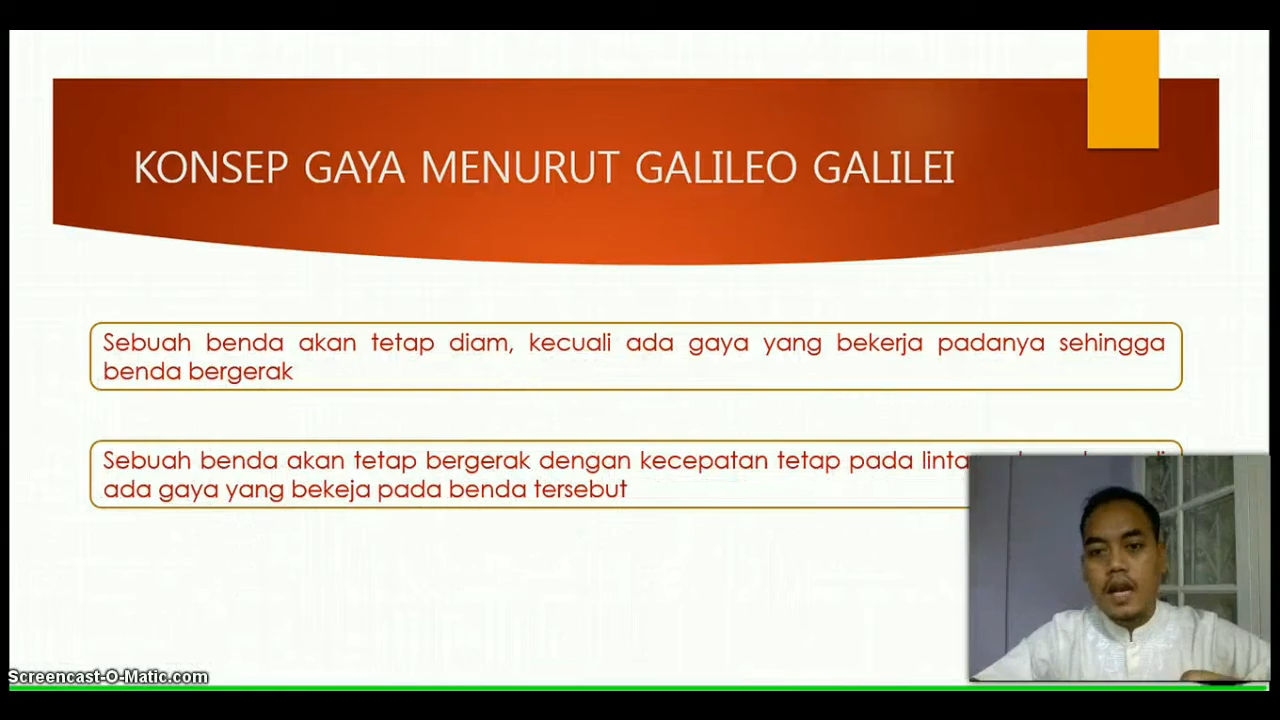 KONSEP GAYA MENURUT GALILEO GALILEI
Sebuah benda akan tetap diam, kecuali ada gaya yang bekerja padanya sehingga
benda bergerak
Sebuah benda akan tetap bergerak dengan kecepatan tetap pada
ada gaya yang bekeja pada benda tersebut
Screencast-O-Matic.com